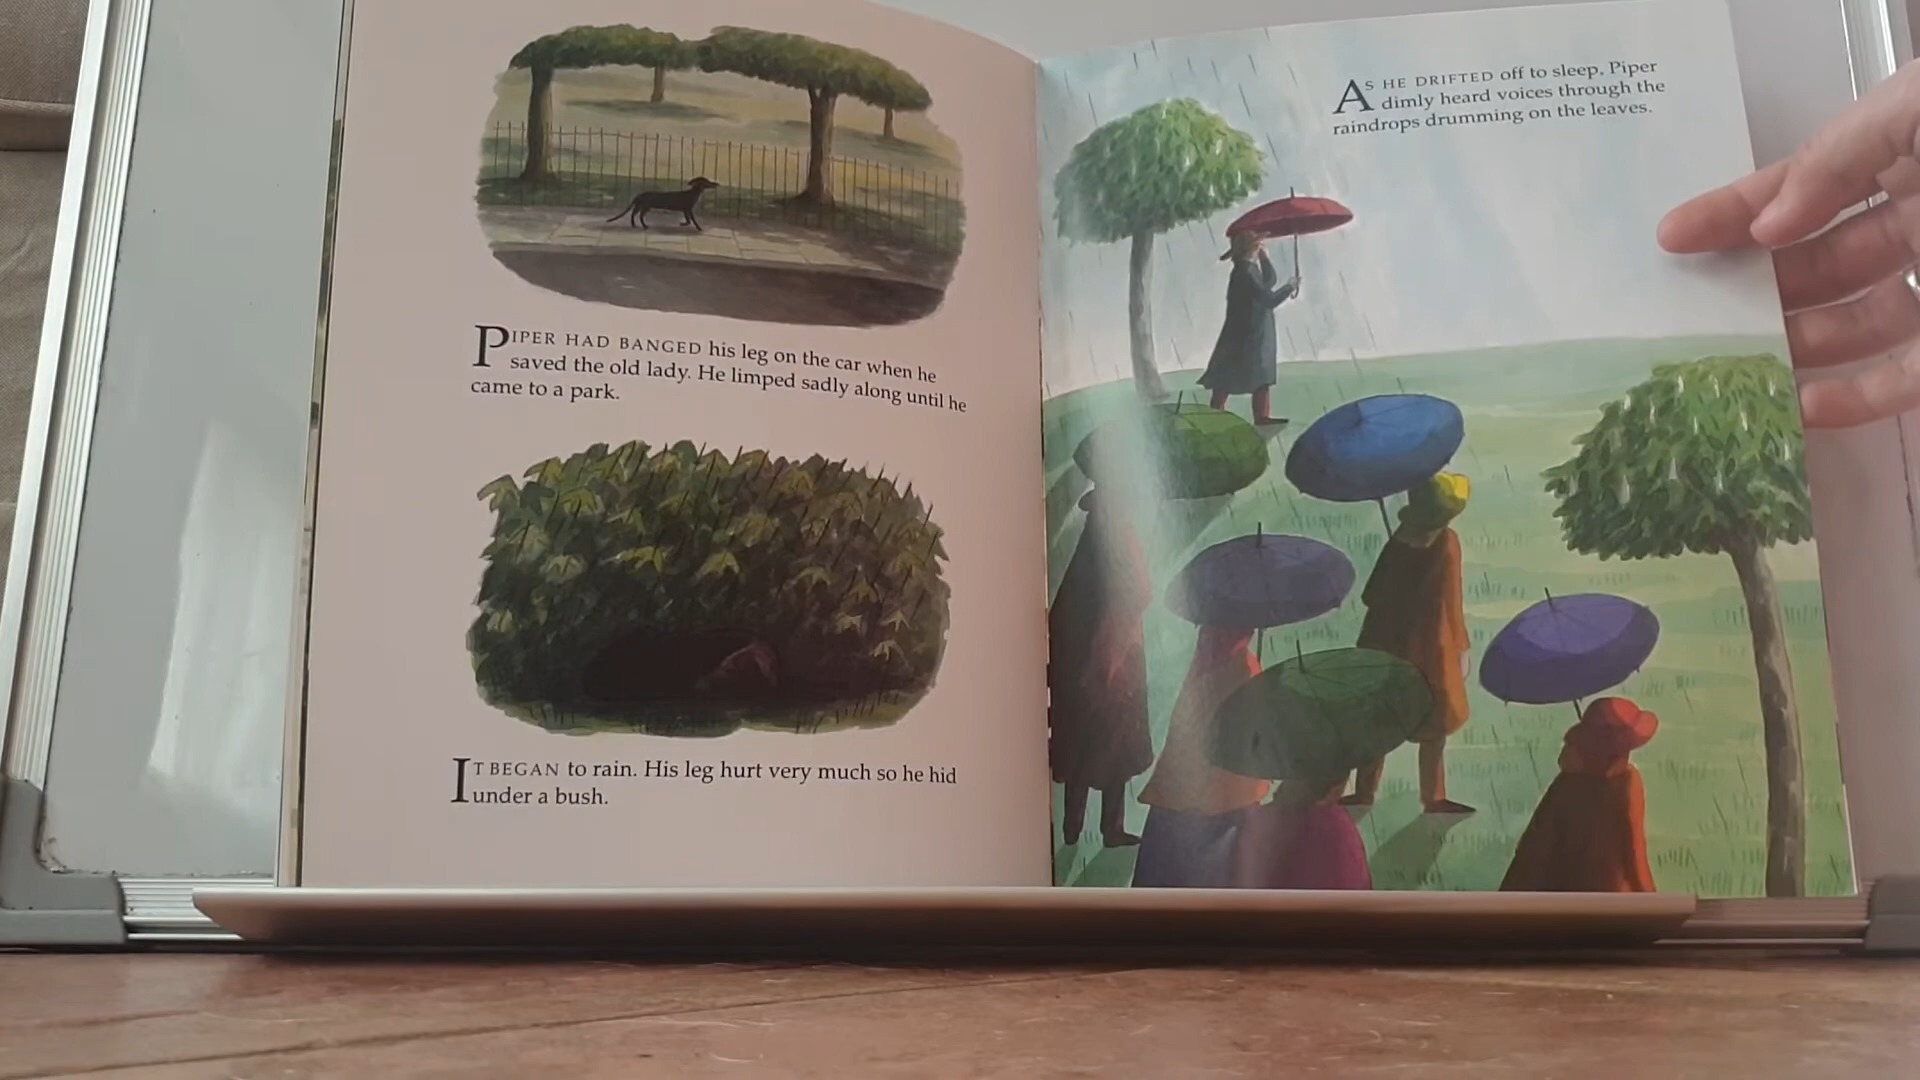 PIPER HAD BANGED his leg on the car when he
saved the old lady. He limped sadly along until he
came to a park.
IT BEGAN to rain. His leg hurt very much so he hid
under a bush.
AS HE DRIFTED off to sleep, Piper
dimly heard voices through the
raindrops drumming on the leaves.